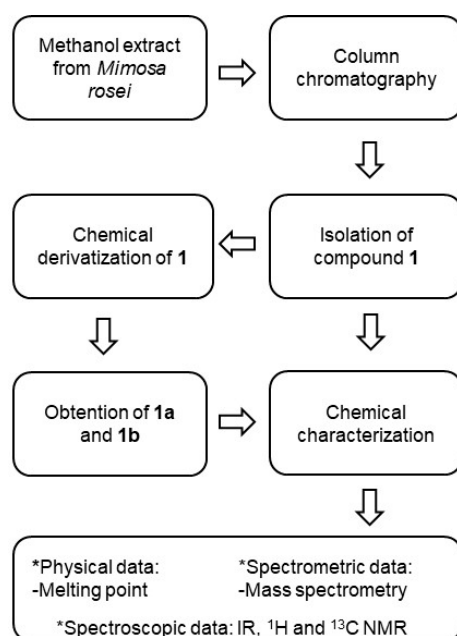 Methanol extract
from Mimosa
rosei
Column
chromatography
Chemical
derivatization of 1
Isolation of
compound 1
Obtention of 1a
and 1b
Chemical
characterization
*Physical data:
-Melting point
*Spectrometric data:
-Mass spectrometry
*Spectroscopic data: IR, ¹H and ¹³C NMR